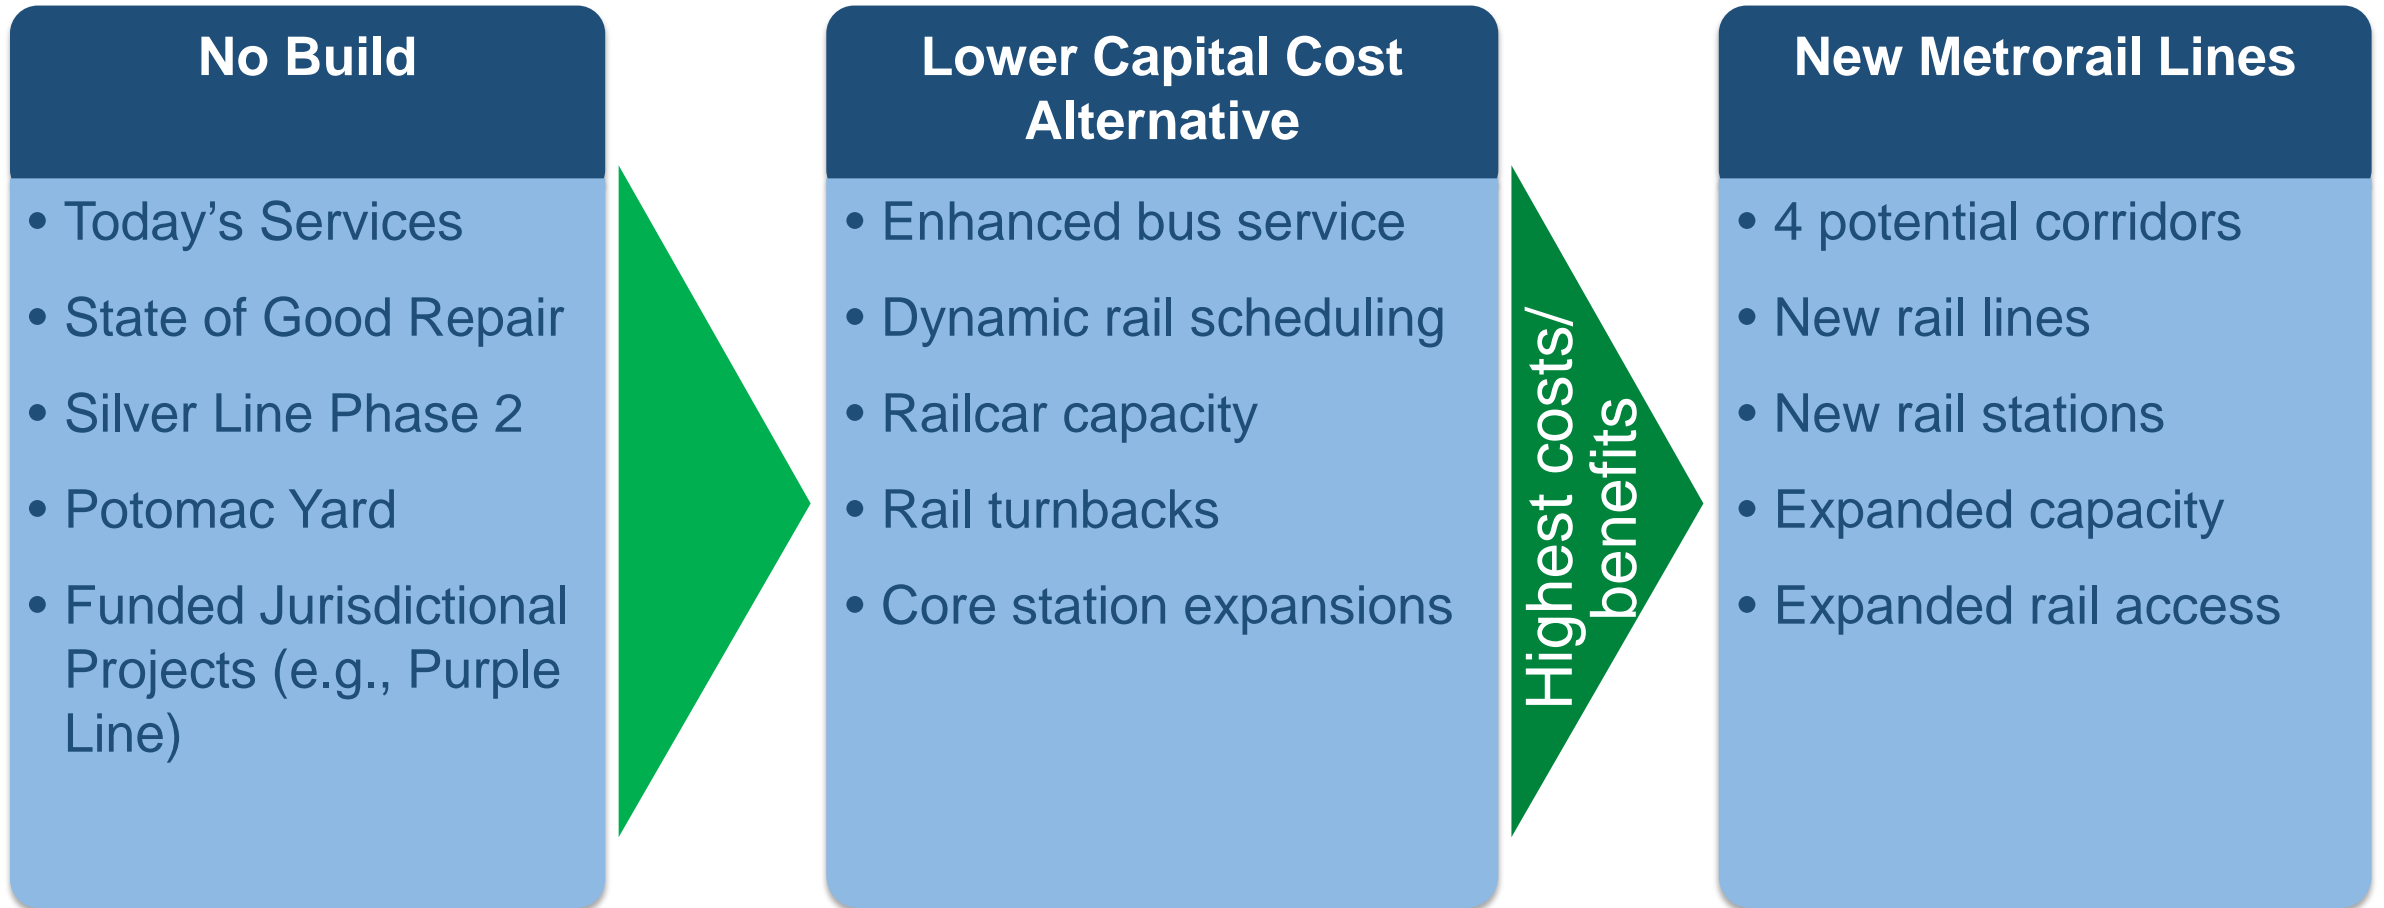 No Build
• Today’s Services
• State of Good Repair
• Silver Line Phase 2
• Potomac Yard
• Funded Jurisdictional
Projects (e.g., Purple
Line)
Lower Capital Cost
Alternative
• Enhanced bus service
• Dynamic rail scheduling
• Railcar capacity
• Rail turnbacks
• Core station expansions
Highest costs/
benefits
New Metrorail Lines
• 4 potential corridors
• New rail lines
• New rail stations
• Expanded capacity
• Expanded rail access